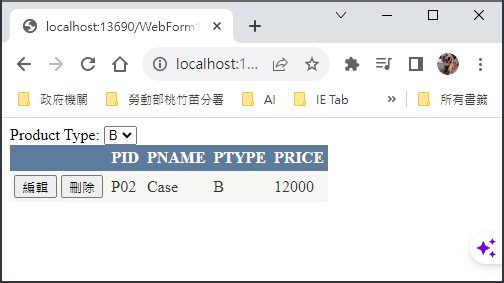 localhost:13690/WebForm1
localhost:1...
政府機關 勞動部桃竹苗分署 AI IE Tab » 所有書籤
Product Type: B
PID PNAME PTYPE PRICE
編輯 刪除 P02 Case B 12000